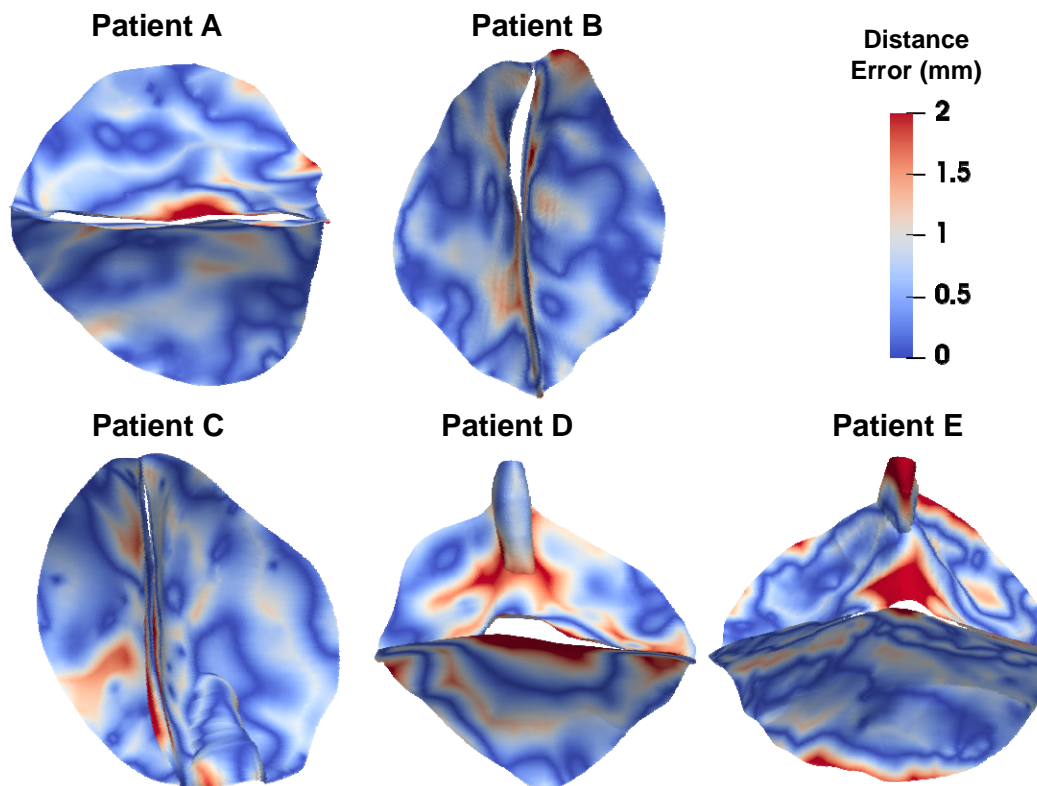 Patient A
Patient B
Distance
Error (mm)
2
1.5
1
0.5
0
Patient C
Patient D
Patient E